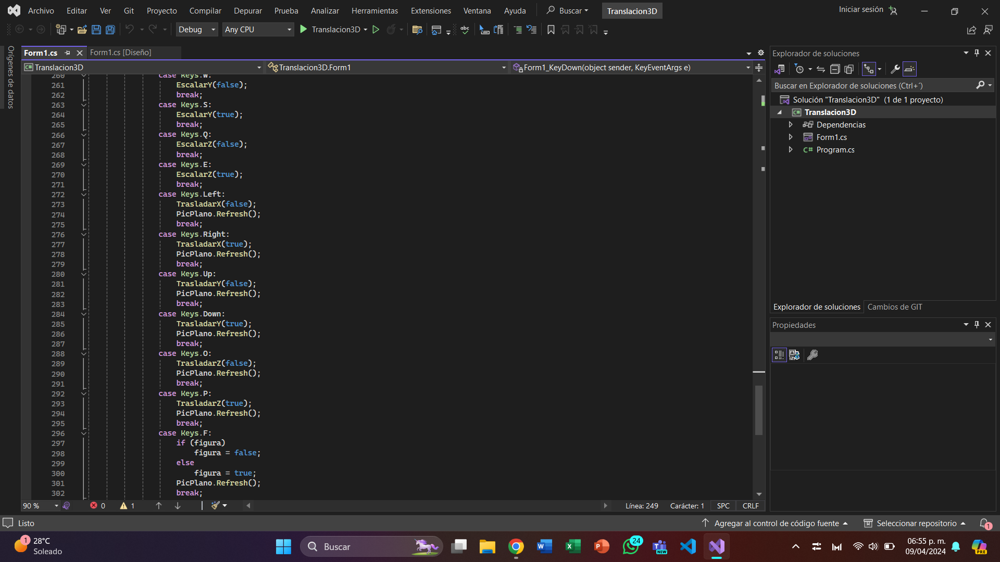 Archivo Editar Ver Git Proyecto Compilar Depurar Prueba Analizar Herramientas Extensiones Ventana Ayuda Buscar Translacion3D Iniciar sesión
Debug Any CPU Translacion3D
Orígenes de datos
Form1.cs Form1.cs [Diseño]
Translacion3D Translacion3D.Form1 Form1_KeyDown(object sender, KeyEventArgs e)
260 case Keys.W:
261 EscalarY(false);
262 break;
263 case Keys.S:
264 EscalarY(true);
265 break;
266 case Keys.Q:
267 EscalarZ(false);
268 break;
269 case Keys.E:
270 EscalarZ(true);
271 break;
272 case Keys.Left:
273 TrasladarX(false);
274 PicPlano.Refresh();
275 break;
276 case Keys.Right:
277 TrasladarX(true);
278 PicPlano.Refresh();
279 break;
280 case Keys.Up:
281 TrasladarY(false);
282 PicPlano.Refresh();
283 break;
284 case Keys.Down:
285 TrasladarY(true);
286 PicPlano.Refresh();
287 break;
288 case Keys.O:
289 TrasladarZ(false);
290 PicPlano.Refresh();
291 break;
292 case Keys.P:
293 TrasladarZ(true);
294 PicPlano.Refresh();
295 break;
296 case Keys.F:
297 if (figura)
298 figura = false;
299 else
300 figura = true;
301 PicPlano.Refresh();
302 break;
90 % 0 1 Línea: 249 Carácter: 1 SPC CRLF
Explorador de soluciones
Buscar en Explorador de soluciones (Ctrl+´)
Solución "Translacion3D" (1 de 1 proyecto)
Translacion3D
Dependencias
Form1.cs
C# Program.cs
Explorador de soluciones Cambios de GIT
Propiedades
Listo Agregar al control de código fuente Seleccionar repositorio 1
1 28°C
Soleado
Buscar
24
NEW
06:55 p. m.
09/04/2024
PRE